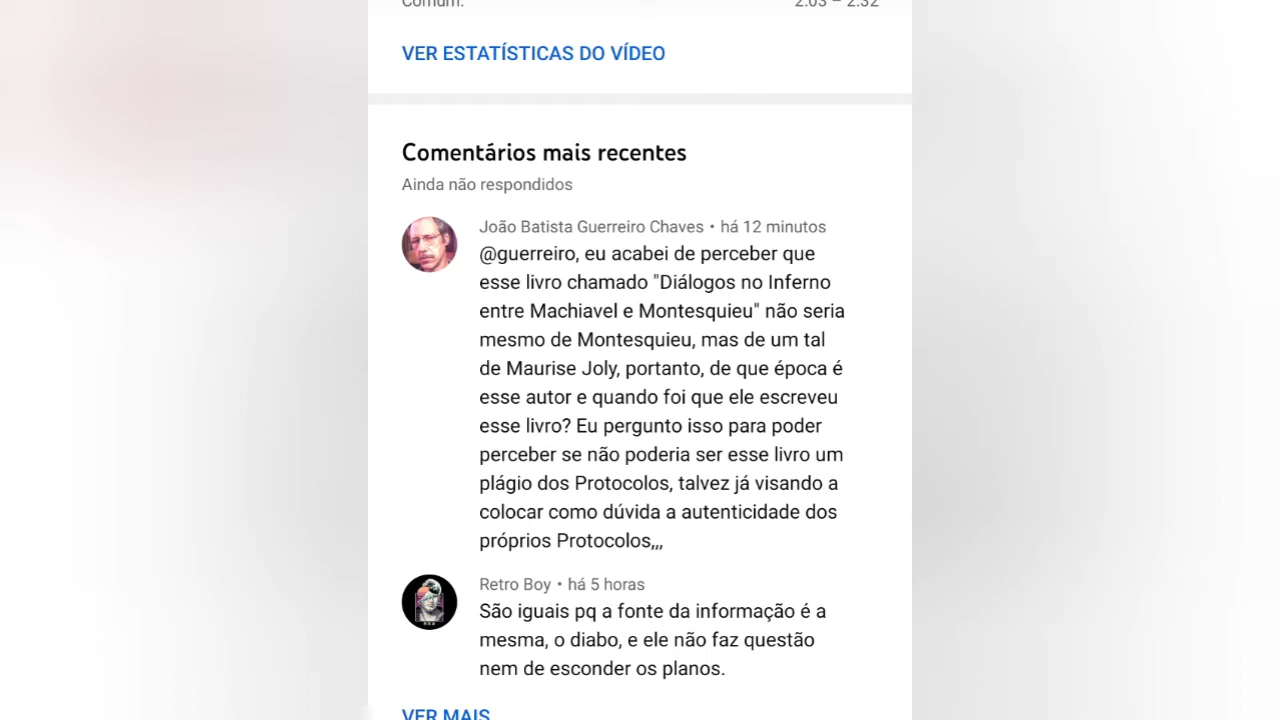 Comum.
2:03 – 2:32
VER ESTATÍSTICAS DO VÍDEO
Comentários mais recentes
Ainda não respondidos
João Batista Guerreiro Chaves • há 12 minutos
@guerreiro, eu acabei de perceber que
esse livro chamado "Diálogos no Inferno
entre Machiavel e Montesquieu" não seria
mesmo de Montesquieu, mas de um tal
de Maurise Joly, portanto, de que época é
esse autor e quando foi que ele escreveu
esse livro? Eu pergunto isso para poder
perceber se não poderia ser esse livro um
plágio dos Protocolos, talvez já visando a
colocar como dúvida a autenticidade dos
próprios Protocolos,,,
Retro Boy • há 5 horas
São iguais pq a fonte da informação é a
mesma, o diabo, e ele não faz questão
nem de esconder os planos.
VER MAIS